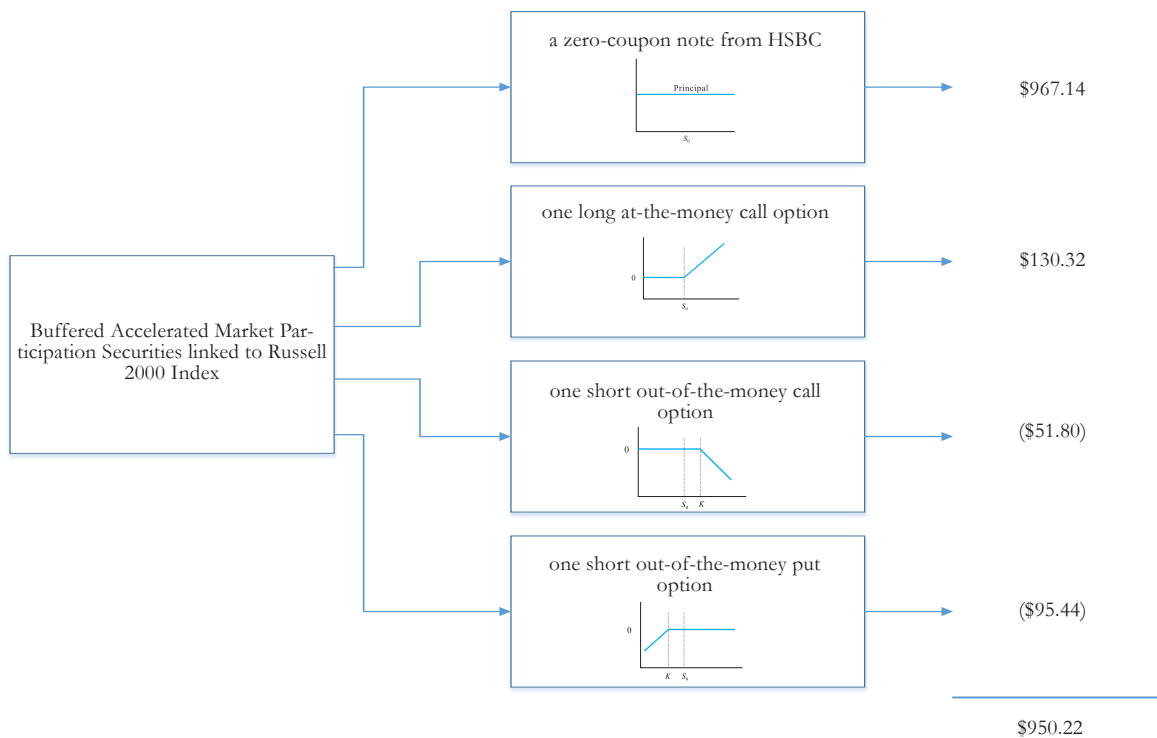 a zero-coupon note from HSBC
Principal
S₀
$967.14
one long at-the-money call option
0
S₀
$130.32
Buffered Accelerated Market Par-
ticipation Securities linked to Russell
2000 Index
one short out-of-the-money call
option
0
S₀ K
($51.80)
one short out-of-the-money put
option
0
K S₀
($95.44)
$950.22